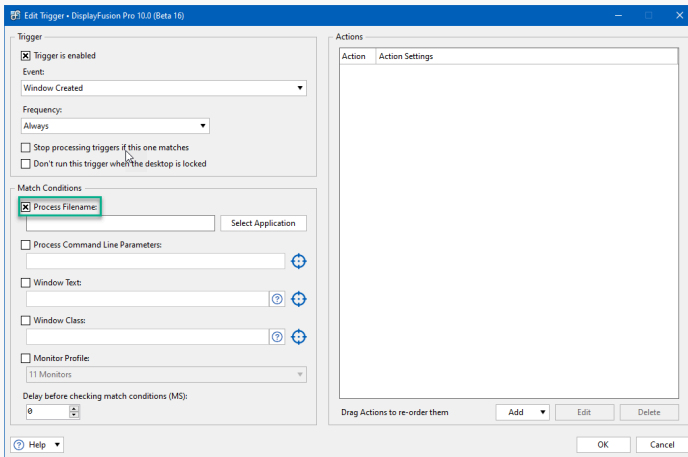 Edit Trigger • DisplayFusion Pro 10.0 (Beta 16)
Trigger
Trigger is enabled
Event:
Window Created
Frequency:
Always
Stop processing triggers if this one matches
Don't run this trigger when the desktop is locked
Match Conditions
Process Filename:
Select Application
Process Command Line Parameters:
Window Text:
Window Class:
Monitor Profile:
11 Monitors
Delay before checking match conditions (MS):
0
Help
Actions
Action Action Settings
Drag Actions to re-order them Add Edit Delete
OK Cancel